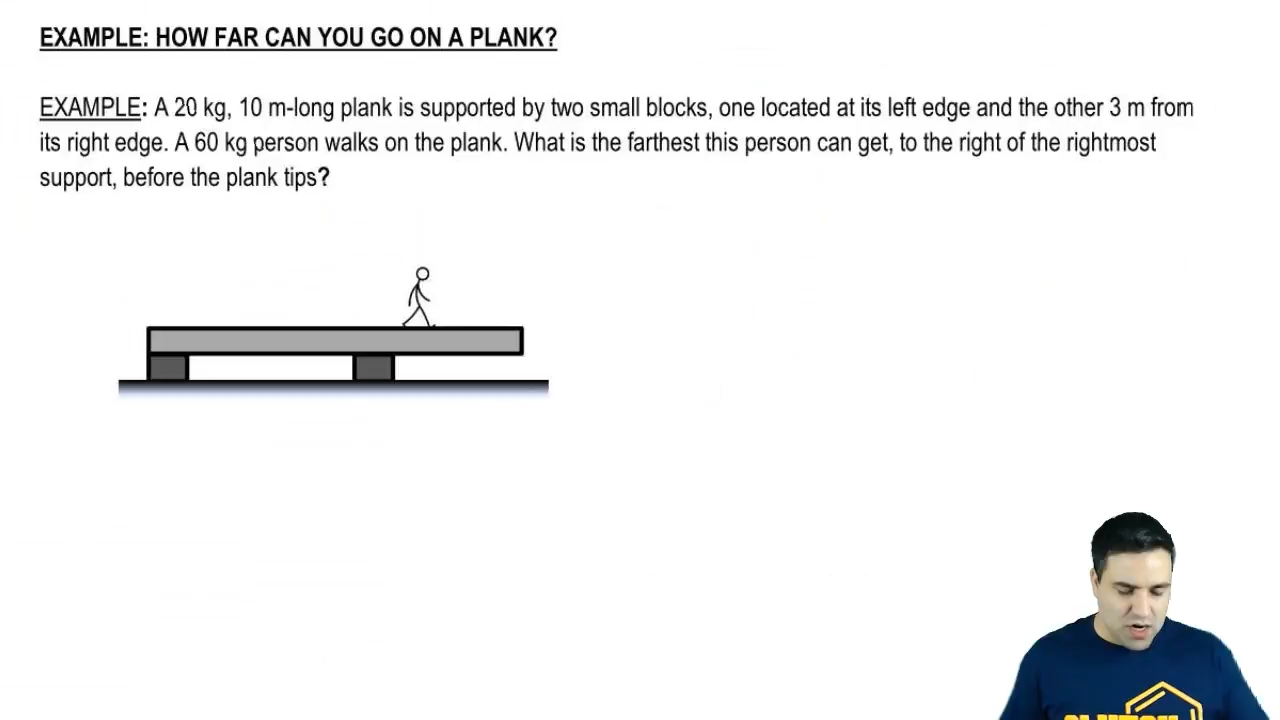 EXAMPLE: HOW FAR CAN YOU GO ON A PLANK?
EXAMPLE: A 20 kg, 10 m-long plank is supported by two small blocks, one located at its left edge and the other 3 m from
its right edge. A 60 kg person walks on the plank. What is the farthest this person can get, to the right of the rightmost
support, before the plank tips?